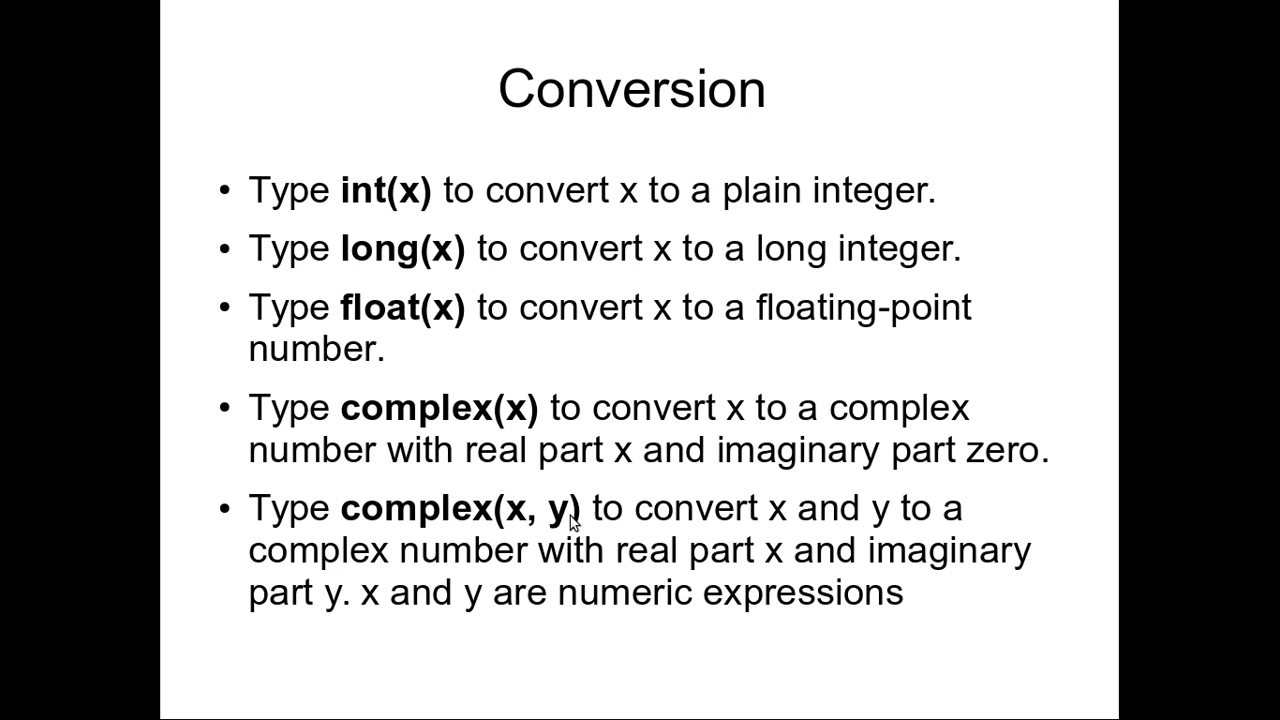 Conversion
• Type int(x) to convert x to a plain integer.
• Type long(x) to convert x to a long integer.
• Type float(x) to convert x to a floating-point
number.
• Type complex(x) to convert x to a complex
number with real part x and imaginary part zero.
• Type complex(x, y) to convert x and y to a
complex number with real part x and imaginary
part y. x and y are numeric expressions